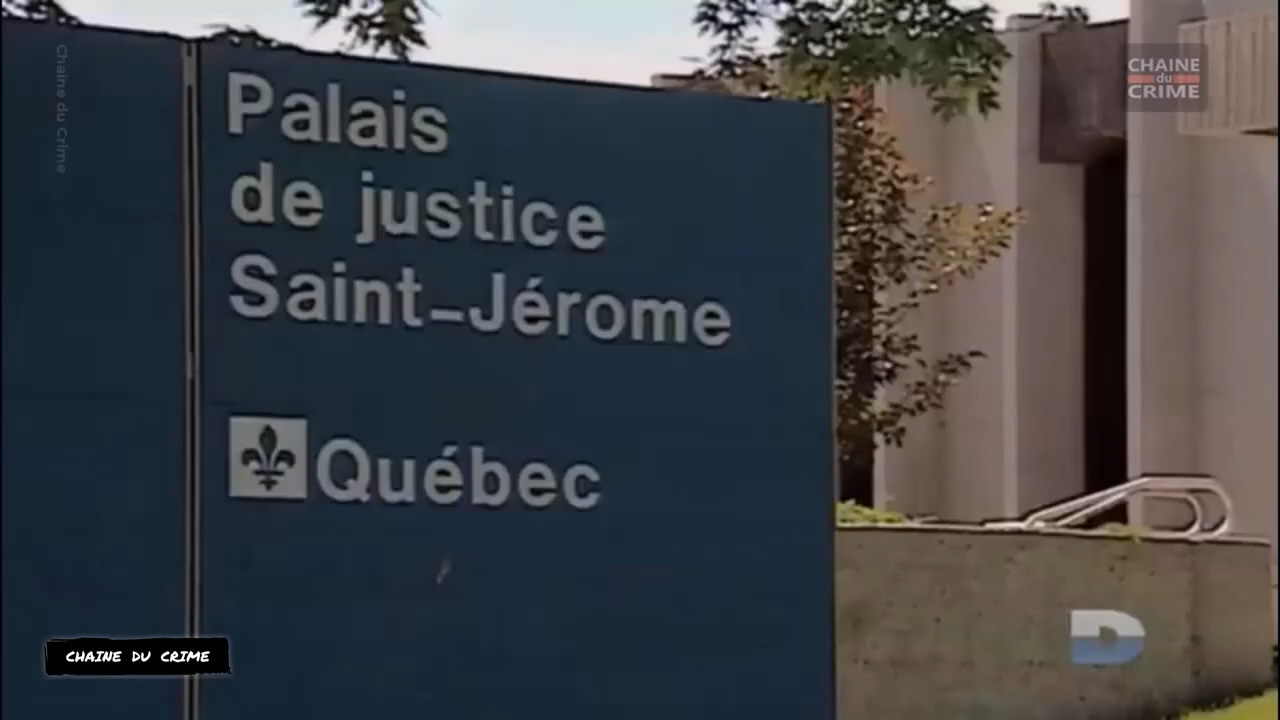 Palais
de justice
Saint-Jérome
Québec
Chaine du Crime
CHAINE
du
CRIME
CHAINE DU CRIME
D